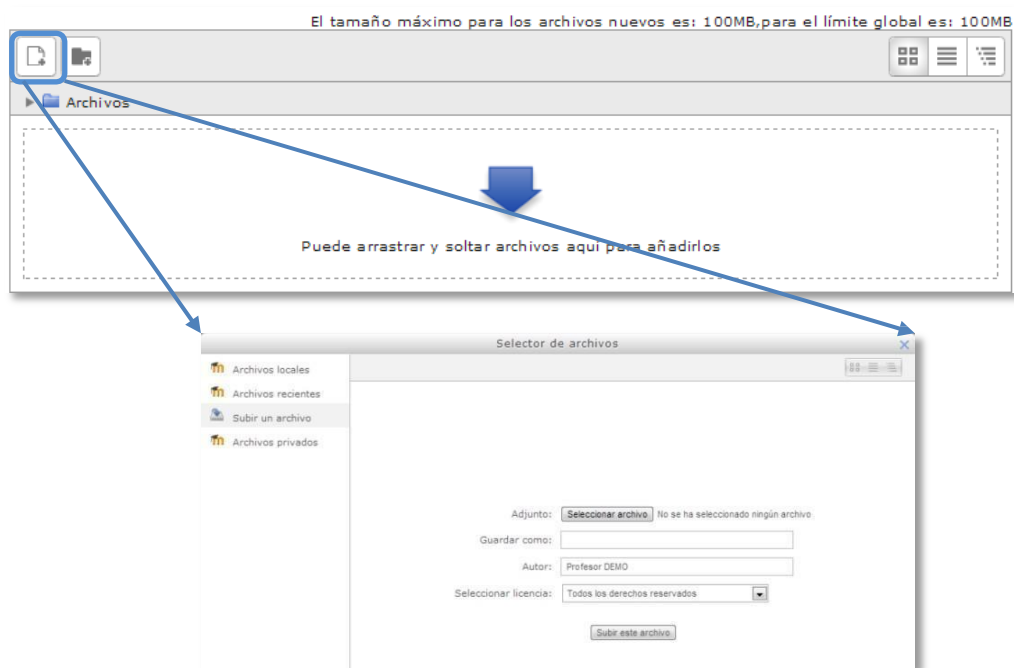 El tamaño máximo para los archivos nuevos es: 100MB,para el límite global es: 100MB
Archivos
Puede arrastrar y soltar archivos aquí para añadirlos
Selector de archivos
Archivos locales
Archivos recientes
Subir un archivo
Archivos privados
Adjunto: Seleccionar archivo No se ha seleccionado ningún archivo
Guardar como:
Autor: Profesor DEMO
Seleccionar licencia: Todos los derechos reservados
Subir este archivo